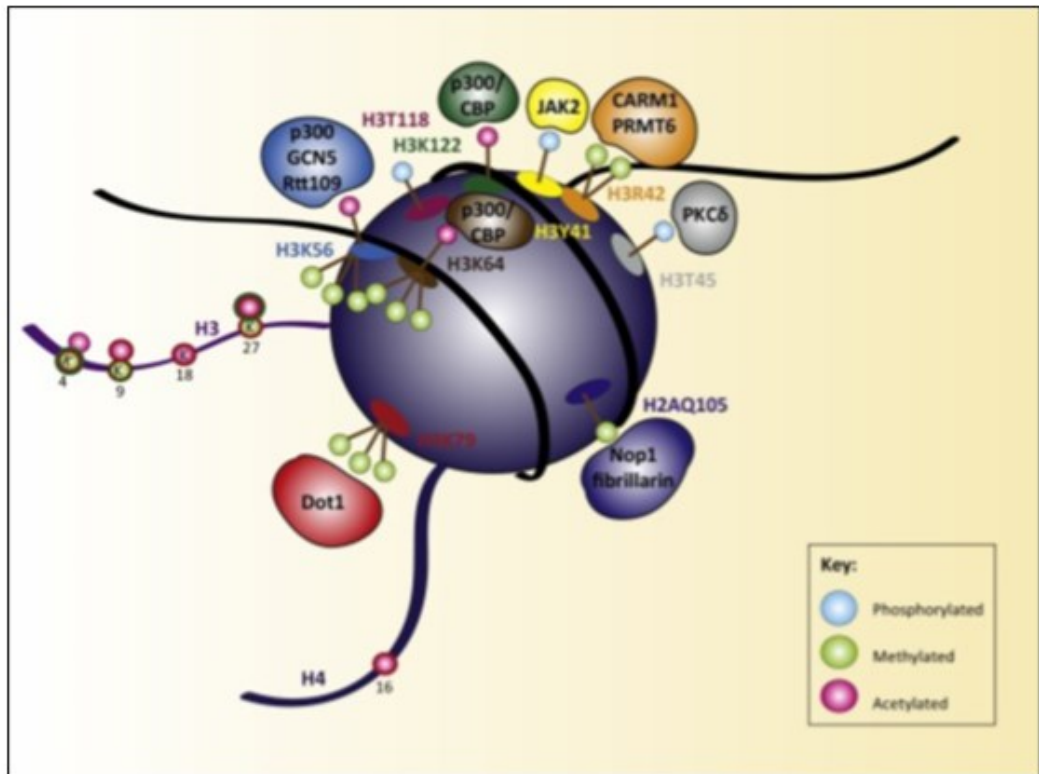 p300/
CBP
JAK2
CARM1
PRMT6
H3T118
H3K122
p300
GCN5
Rtt109
p300/
CBP
H3Y41
H3R42
PKCδ
H3K56
H3K64
H3T45
H3
27
18
9
4
K
H2AQ105
Nop1
fibrillarin
Dot1
H4
16
Key:
Phosphorylated
Methylated
Acetylated